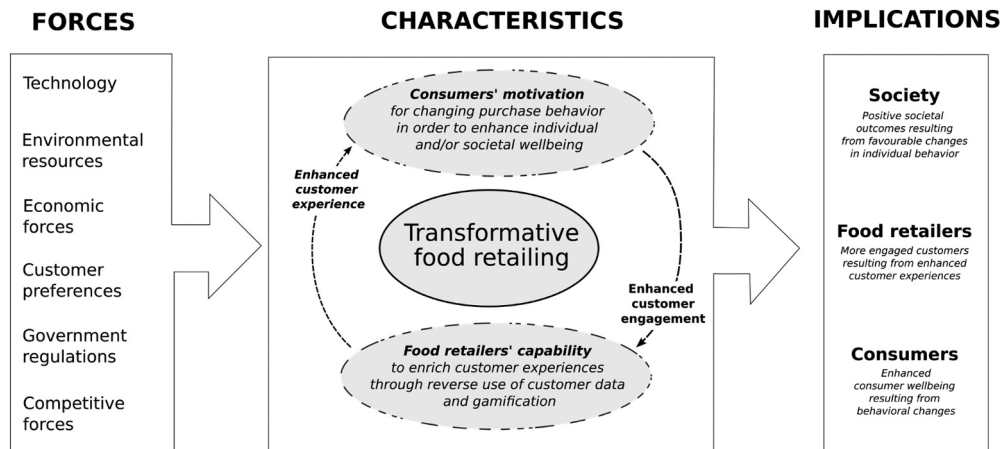 FORCES
Technology
Environmental
resources
Economic
forces
Customer
preferences
Government
regulations
Competitive
forces
CHARACTERISTICS
Consumers' motivation
for changing purchase behavior
in order to enhance individual
and/or societal wellbeing
Enhanced
customer
experience
Transformative
food retailing
Enhanced
customer
engagement
Food retailers' capability
to enrich customer experiences
through reverse use of customer data
and gamification
IMPLICATIONS
Society
Positive societal
outcomes resulting
from favourable changes
in individual behavior
Food retailers
More engaged customers
resulting from enhanced
customer experiences
Consumers
Enhanced
consumer wellbeing
resulting from
behavioral changes